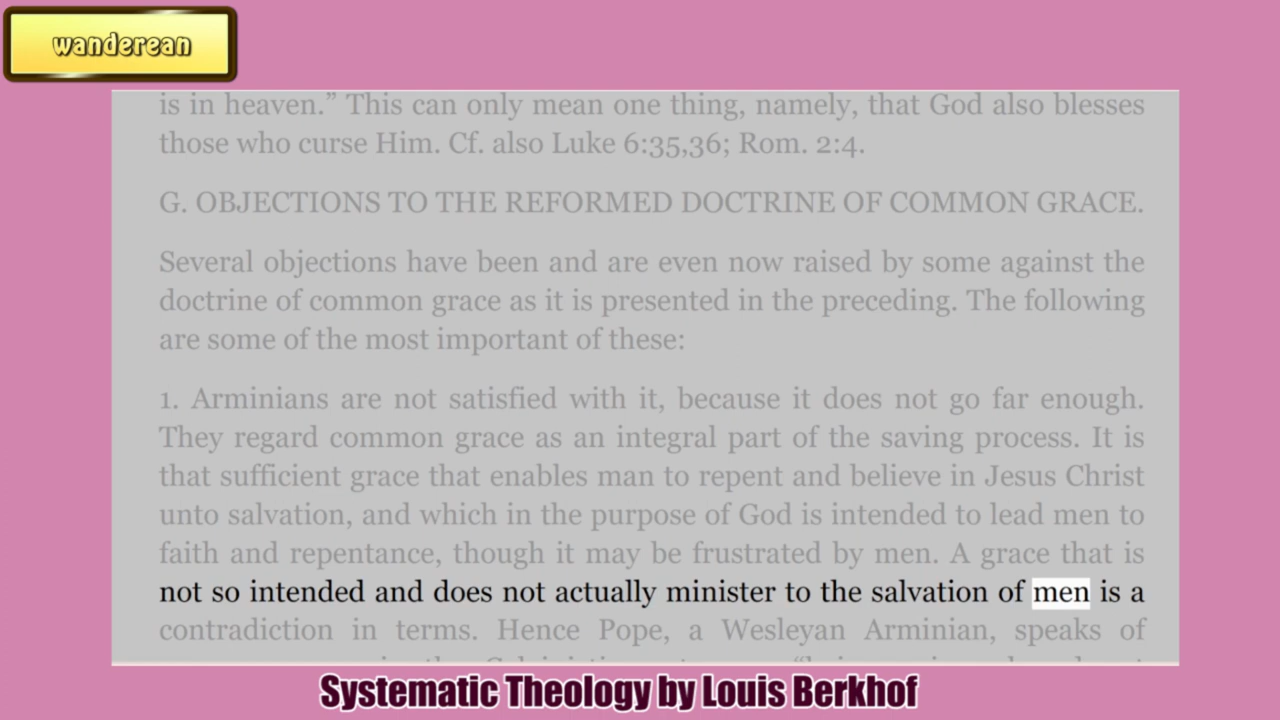 wanderean
is in heaven.” This can only mean one thing, namely, that God also blesses
those who curse Him. Cf. also Luke 6:35,36; Rom. 2:4.
G. OBJECTIONS TO THE REFORMED DOCTRINE OF COMMON GRACE.
Several objections have been and are even now raised by some against the
doctrine of common grace as it is presented in the preceding. The following
are some of the most important of these:
1. Arminians are not satisfied with it, because it does not go far enough.
They regard common grace as an integral part of the saving process. It is
that sufficient grace that enables man to repent and believe in Jesus Christ
unto salvation, and which in the purpose of God is intended to lead men to
faith and repentance, though it may be frustrated by men. A grace that is
not so intended and does not actually minister to the salvation of men is a
contradiction in terms. Hence Pope, a Wesleyan Arminian, speaks of
Systematic Theology by Louis Berkhof